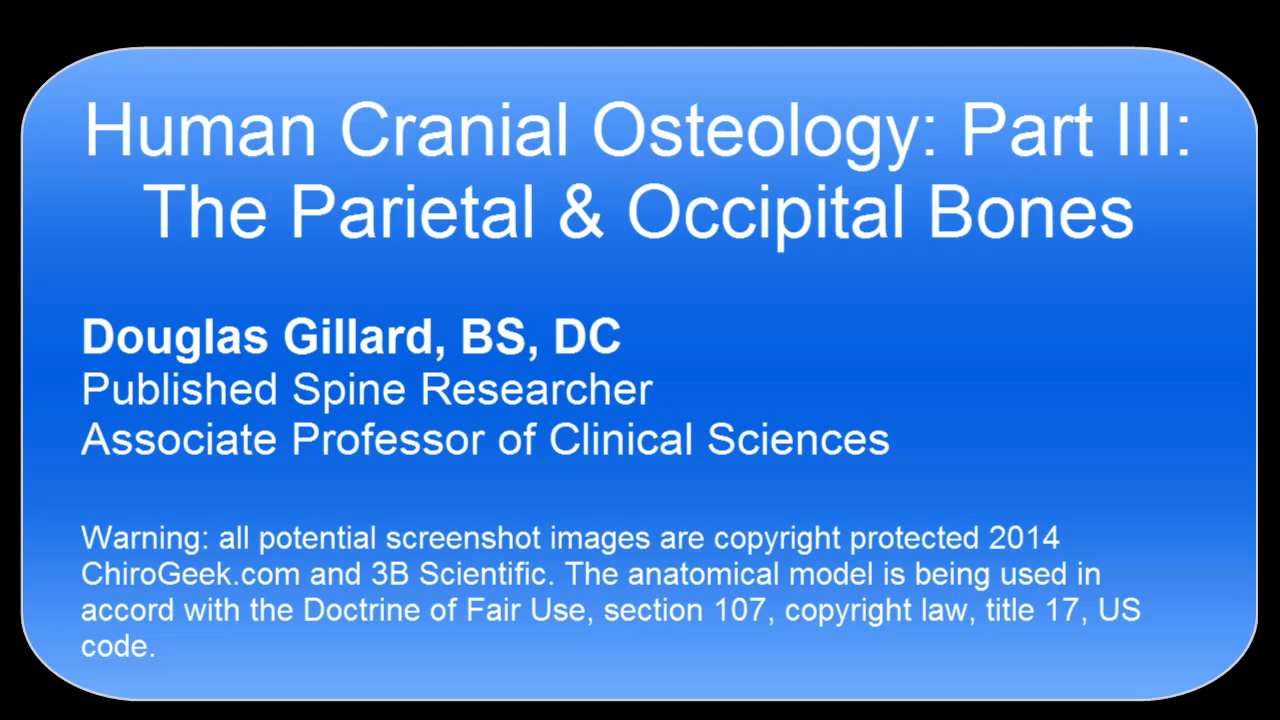 Human Cranial Osteology: Part III:
The Parietal & Occipital Bones
Douglas Gillard, BS, DC
Published Spine Researcher
Associate Professor of Clinical Sciences
Warning: all potential screenshot images are copyright protected 2014
ChiroGeek.com and 3B Scientific. The anatomical model is being used in
accord with the Doctrine of Fair Use, section 107, copyright law, title 17, US
code.